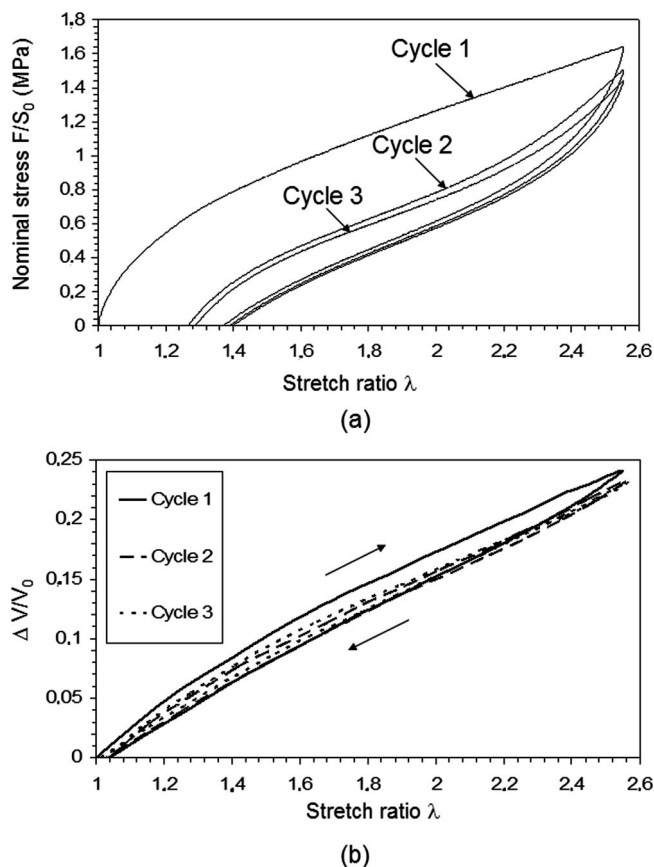 1.8
1.6
1.4
1.2
1
0.8
0.6
0.4
0.2
0
Nominal stress F/S0 (MPa)
Cycle 1
Cycle 2
Cycle 3
1 1.2 1.4 1.6 1.8 2 2.2 2.4 2.6
Stretch ratio λ
(a)
0,25
0,2
0,15
0,1
0,05
0
Δ V/V0
Cycle 1
Cycle 2
Cycle 3
1 1.2 1.4 1.6 1.8 2 2.2 2.4 2.6
Stretch ratio λ
(b)